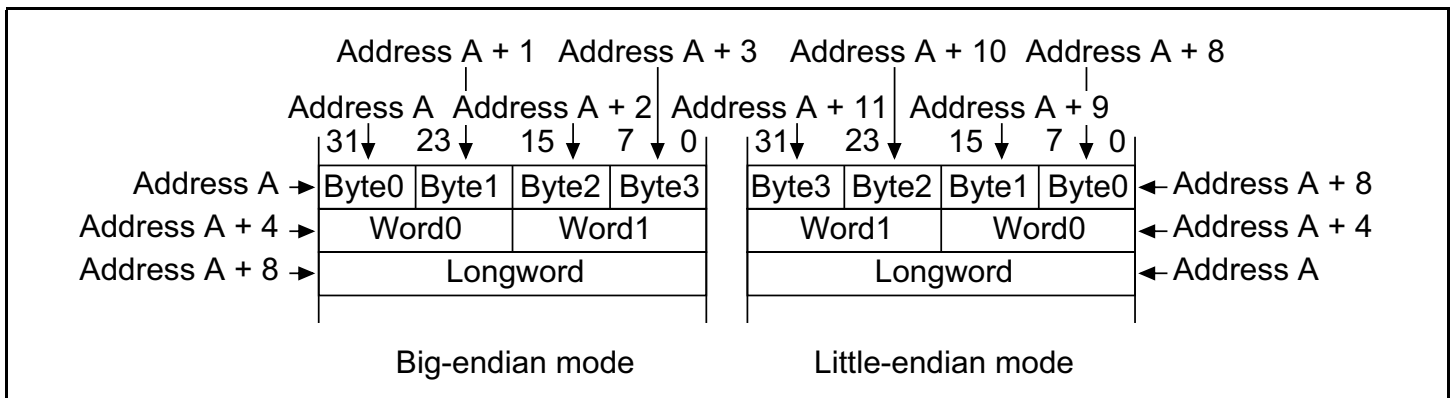 Address A + 1 Address A + 3 Address A + 10 Address A + 8
Address A Address A + 2 Address A + 11 Address A + 9
31 23 15 7 0 31 23 15 7 0
Address A Byte0 Byte1 Byte2 Byte3 Byte3 Byte2 Byte1 Byte0 Address A + 8
Address A + 4 Word0 Word1 Word1 Word0 Address A + 4
Address A + 8 Longword Longword Address A
Big-endian mode Little-endian mode